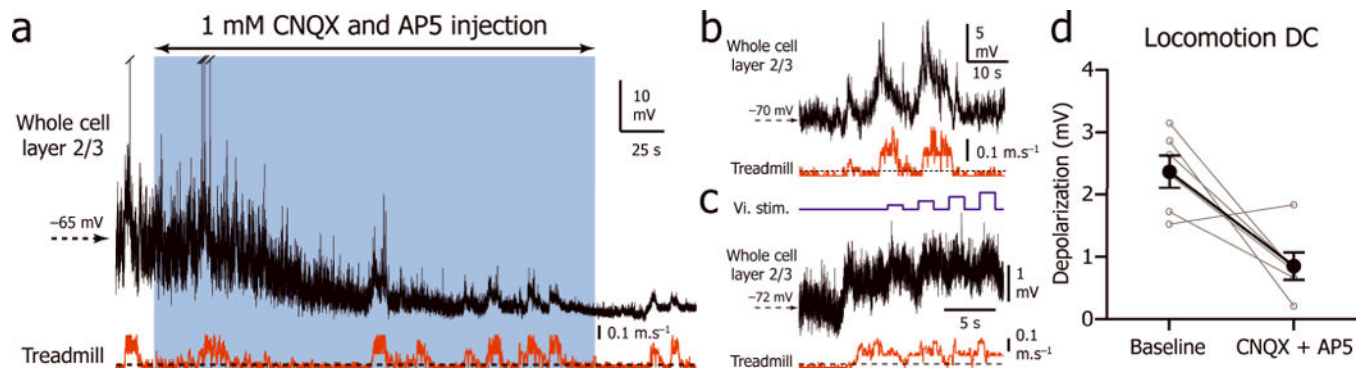 a
1 mM CNQX and AP5 injection
Whole cell
layer 2/3
−65 mV
10
mV
25 s
0.1 m.s−1
Treadmill
b
Whole cell
layer 2/3
−70 mV
5
mV
10 s
0.1 m.s−1
Treadmill
c
Vi. stim.
Whole cell
layer 2/3
−72 mV
1
mV
5 s
0.1
m.s−1
Treadmill
d
Locomotion DC
Depolarization (mV)
4
3
2
1
0
Baseline
CNQX + AP5